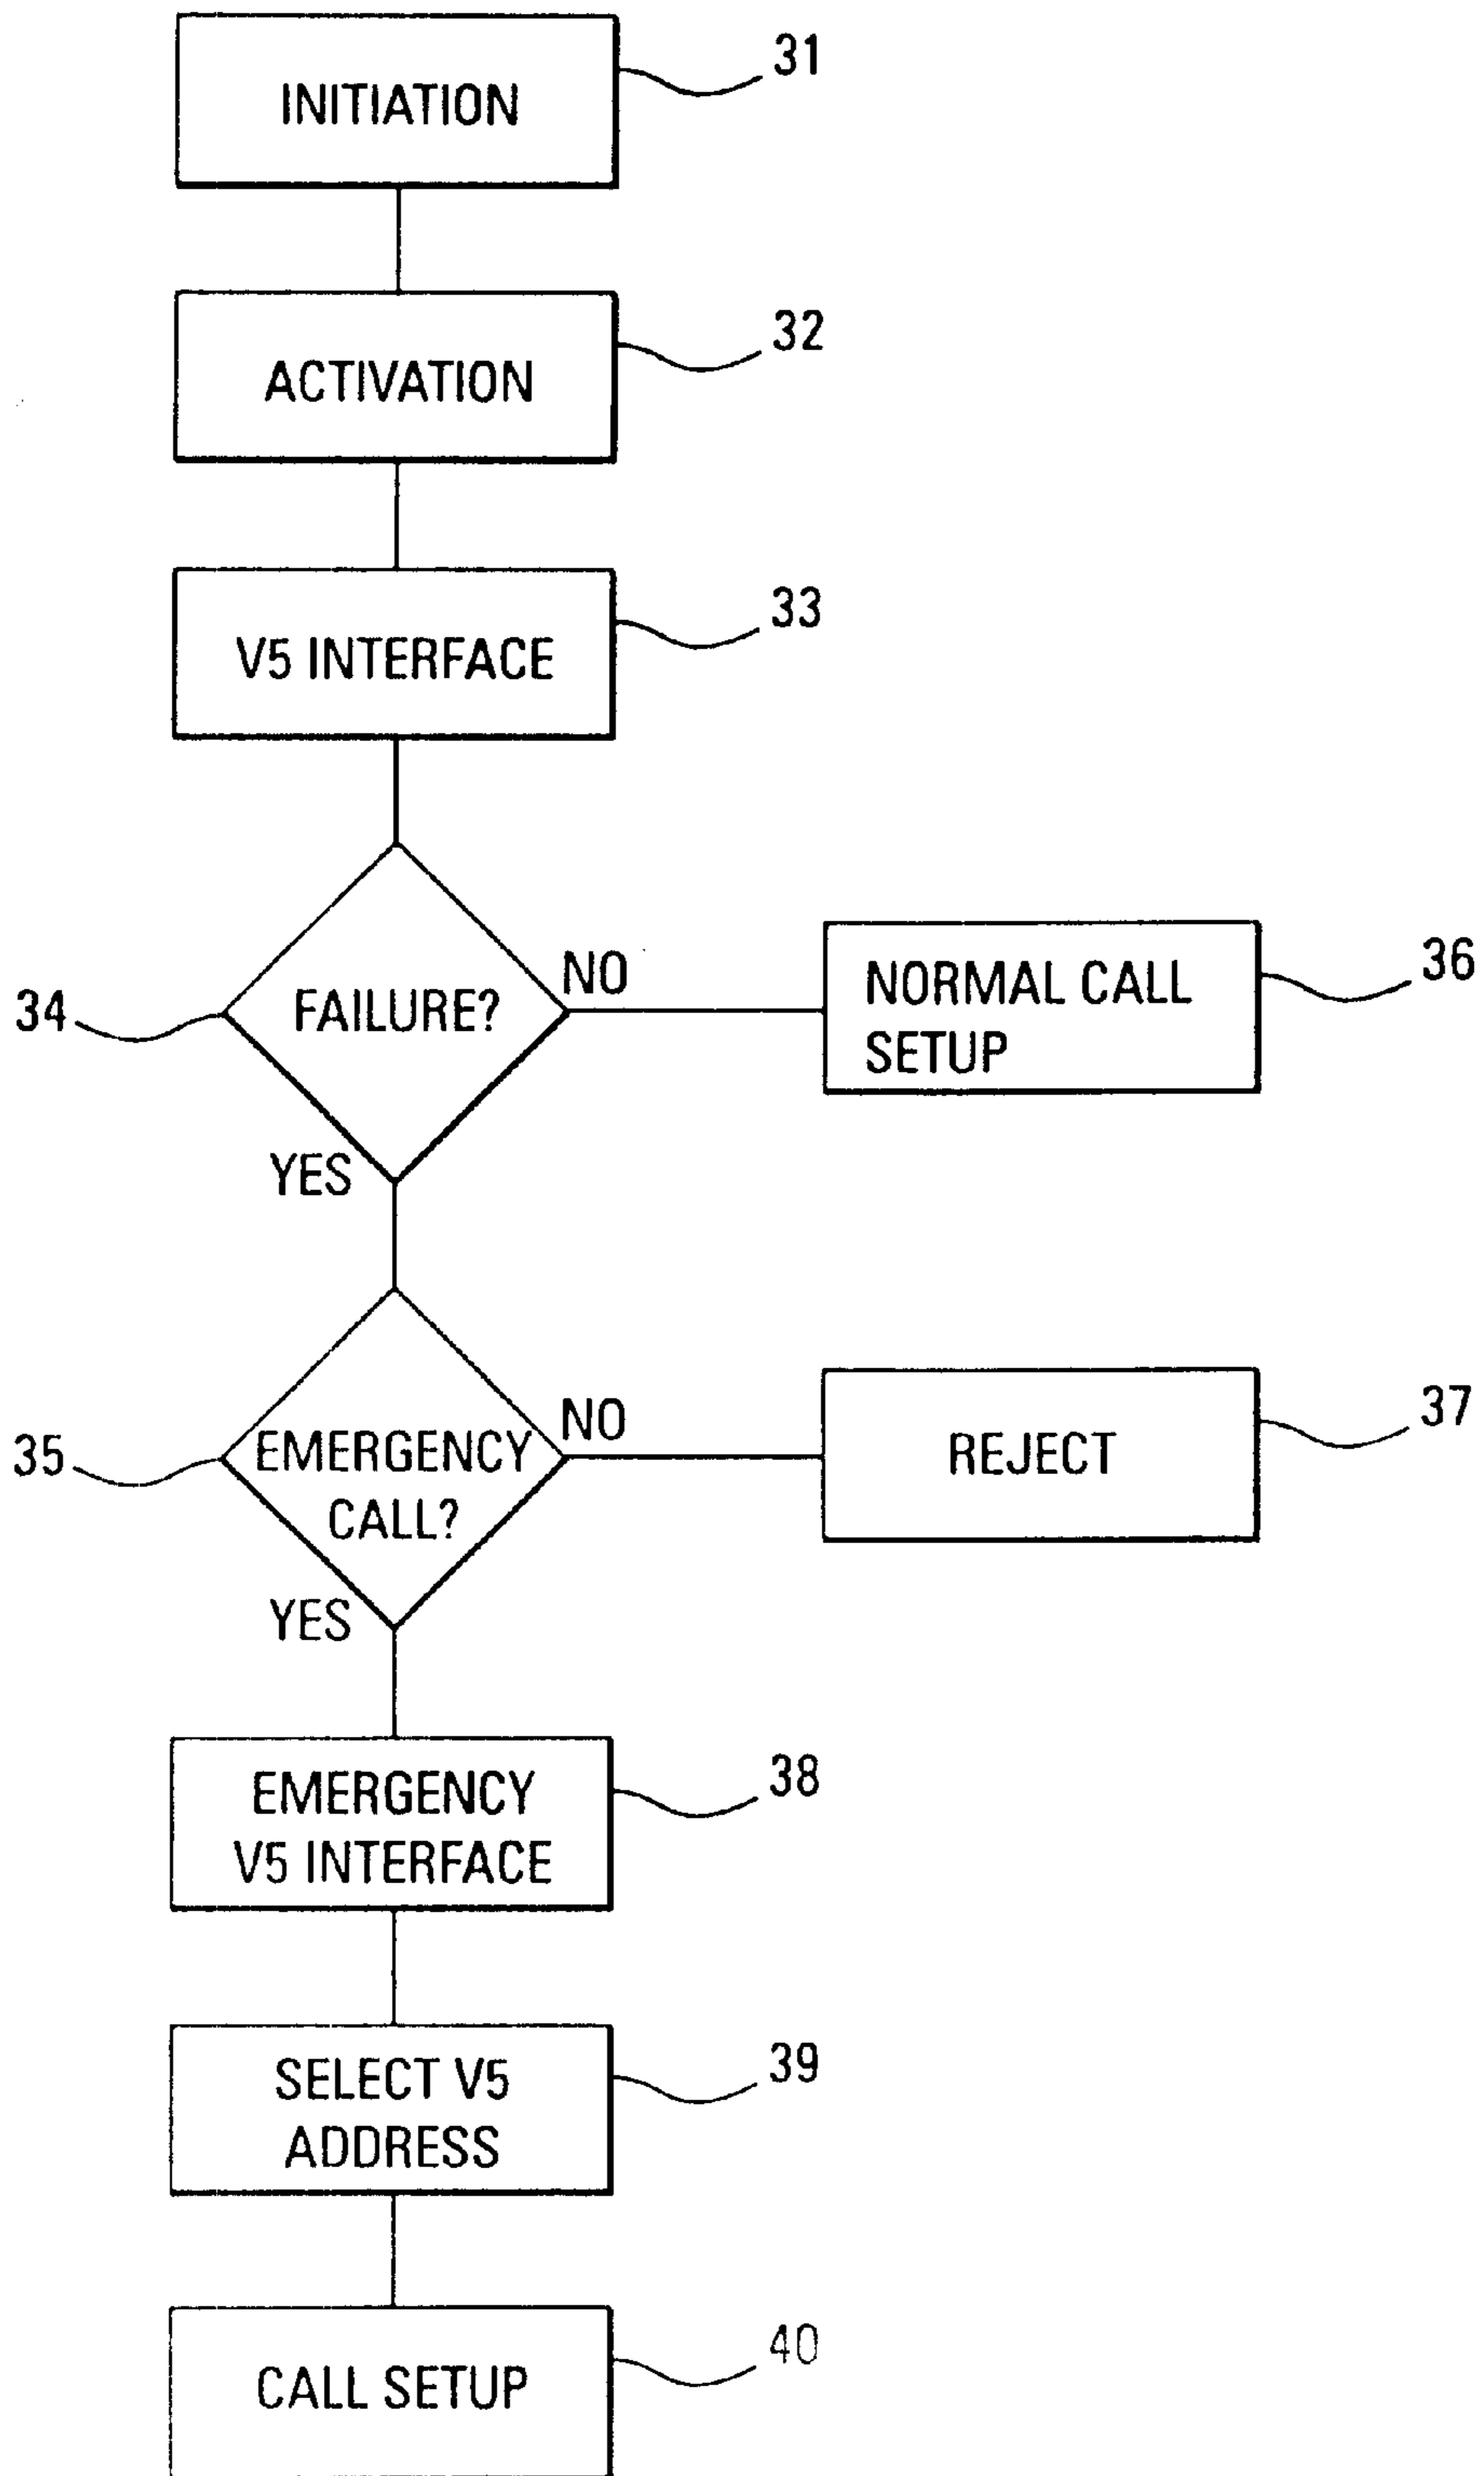 INITIATION
31
ACTIVATION
32
V5 INTERFACE
33
34
FAILURE?
NO
NORMAL CALL
SETUP
36
YES
35
EMERGENCY
CALL?
NO
REJECT
37
YES
EMERGENCY
V5 INTERFACE
38
SELECT V5
ADDRESS
39
CALL SETUP
40